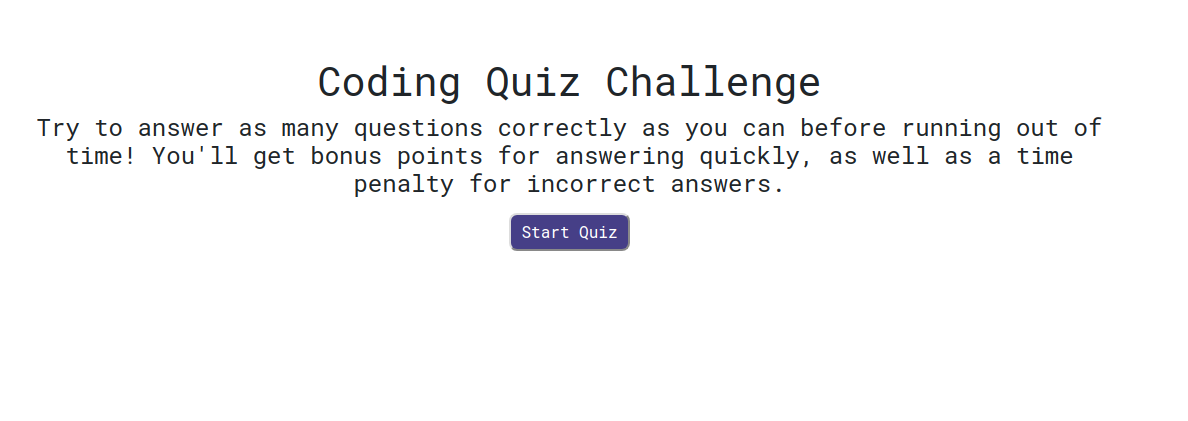 Coding Quiz Challenge
Try to answer as many questions correctly as you can before running out of
time! You'll get bonus points for answering quickly, as well as a time
penalty for incorrect answers.
Start Quiz